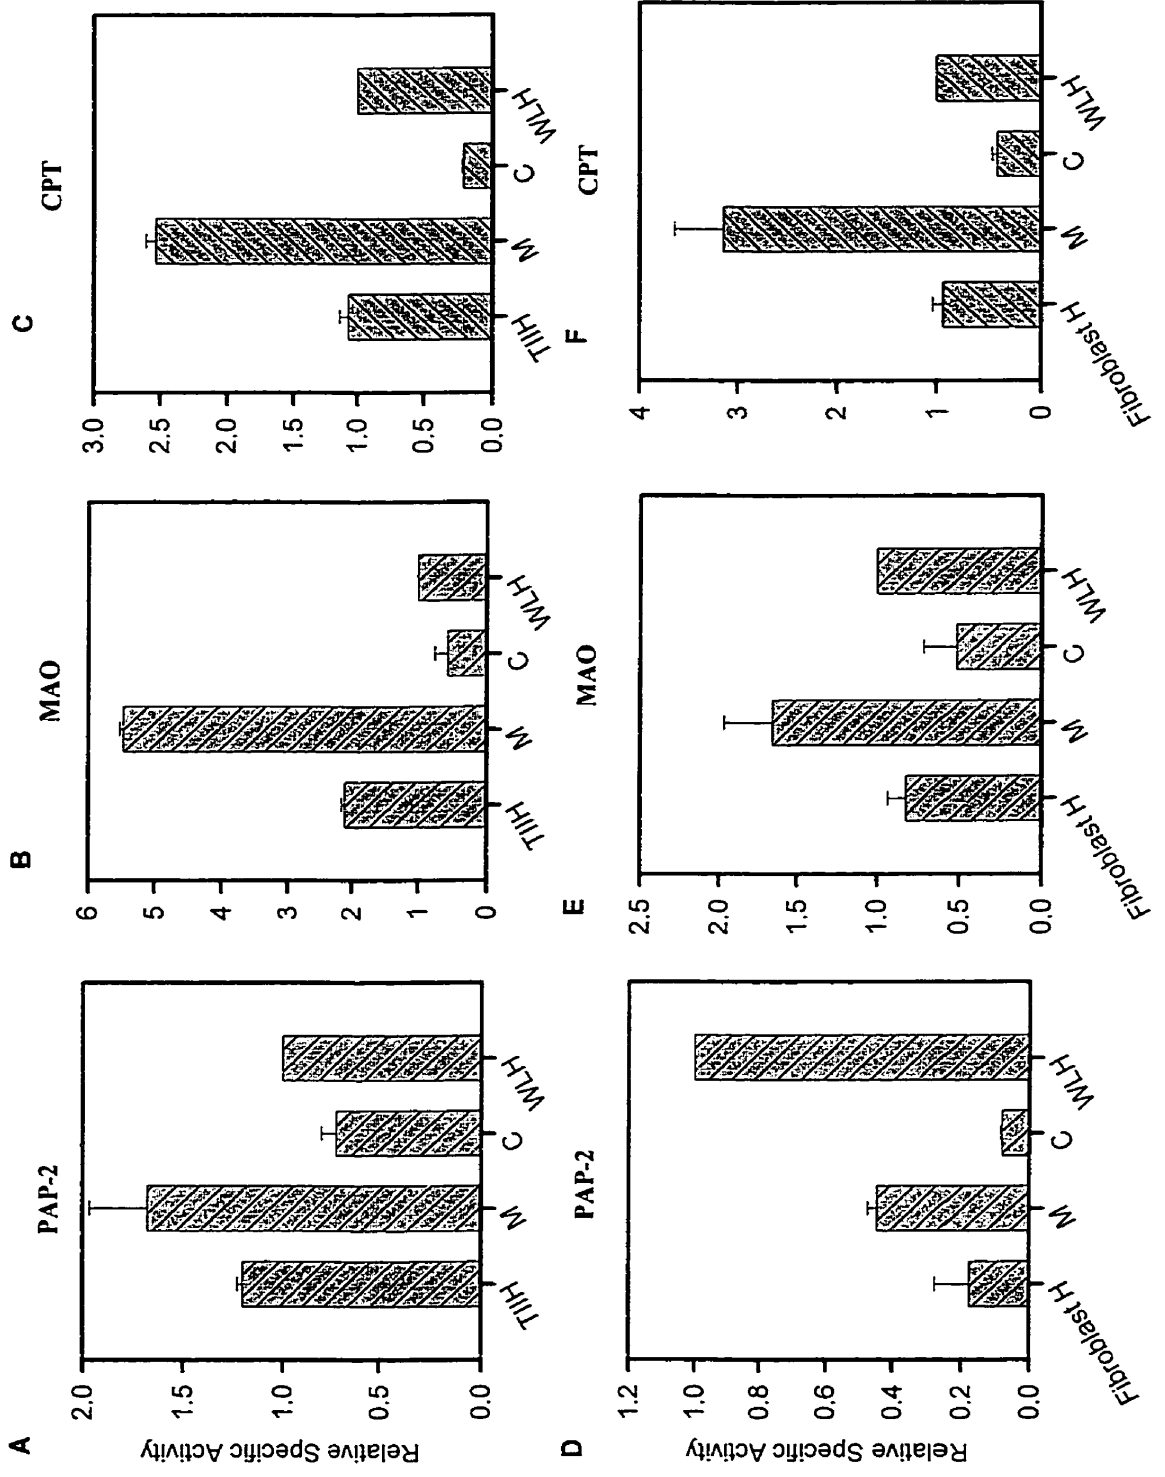 A
PAP-2
Relative Specific Activity
2.0
1.5
1.0
0.5
0.0
TIIH
M
C
WLH
B
MAO
6
5
4
3
2
1
0
TIIH
M
C
WLH
C
CPT
3.0
2.5
2.0
1.5
1.0
0.5
0.0
TIIH
M
C
WLH
D
PAP-2
Relative Specific Activity
1.2
1.0
0.8
0.6
0.4
0.2
0.0
Fibroblast H
M
C
WLH
E
MAO
2.5
2.0
1.5
1.0
0.5
0.0
Fibroblast H
M
C
WLH
F
CPT
4
3
2
1
0
Fibroblast H
M
C
WLH